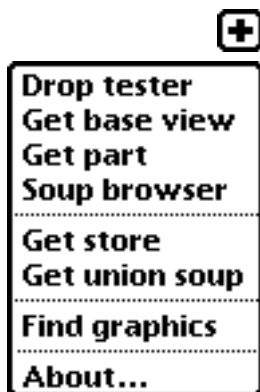 Drop tester
Get base view
Get part
Soup browser
Get store
Get union soup
Find graphics
About...